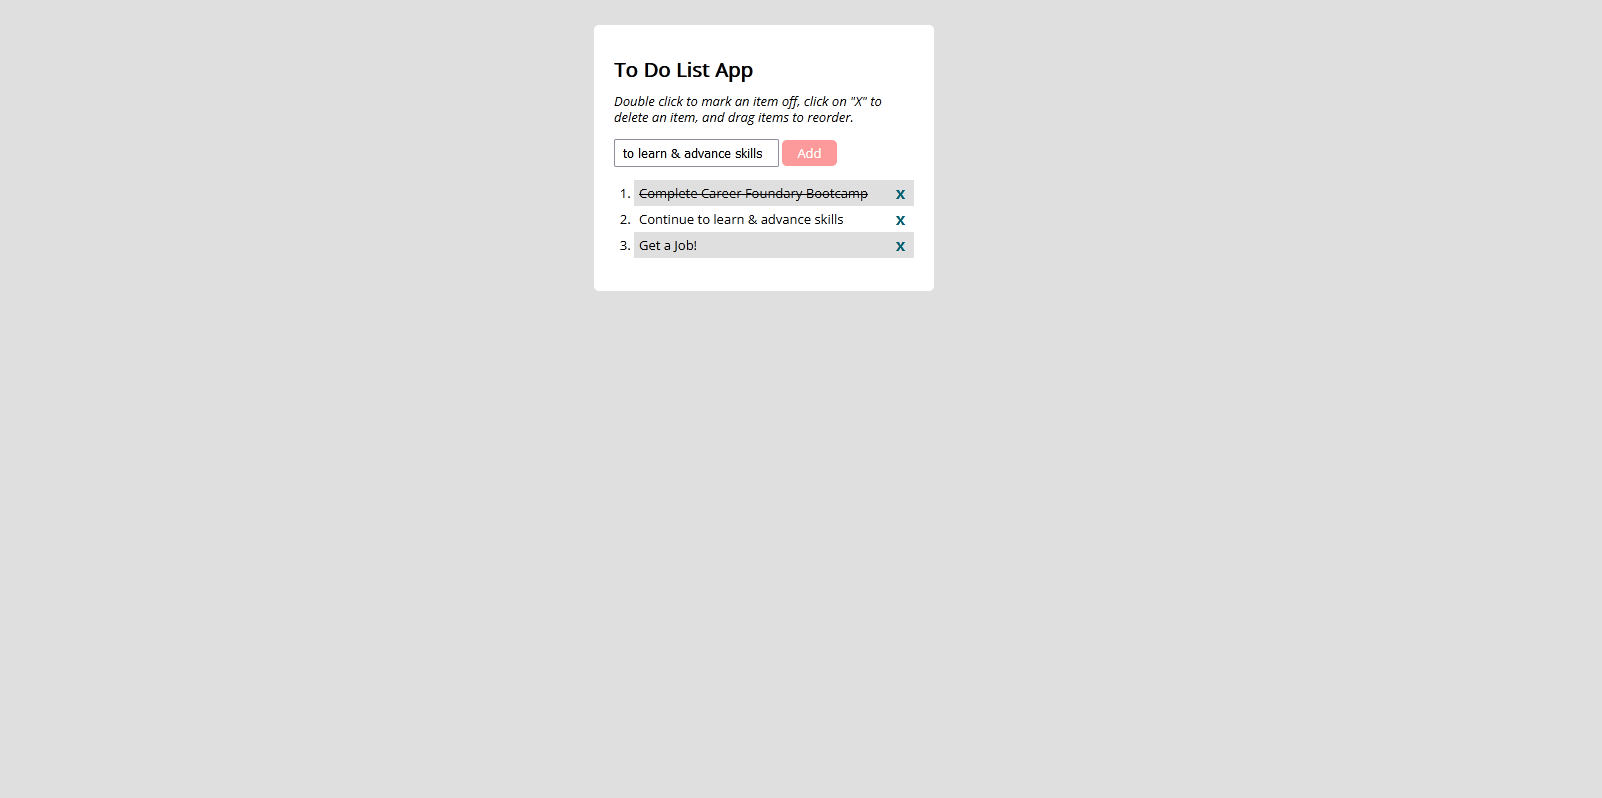 To Do List App
Double click to mark an item off, click on "X" to
delete an item, and drag items to reorder.
to learn & advance skills Add
1. Complete Career Foundary Bootcamp X
2. Continue to learn & advance skills X
3. Get a Job! X